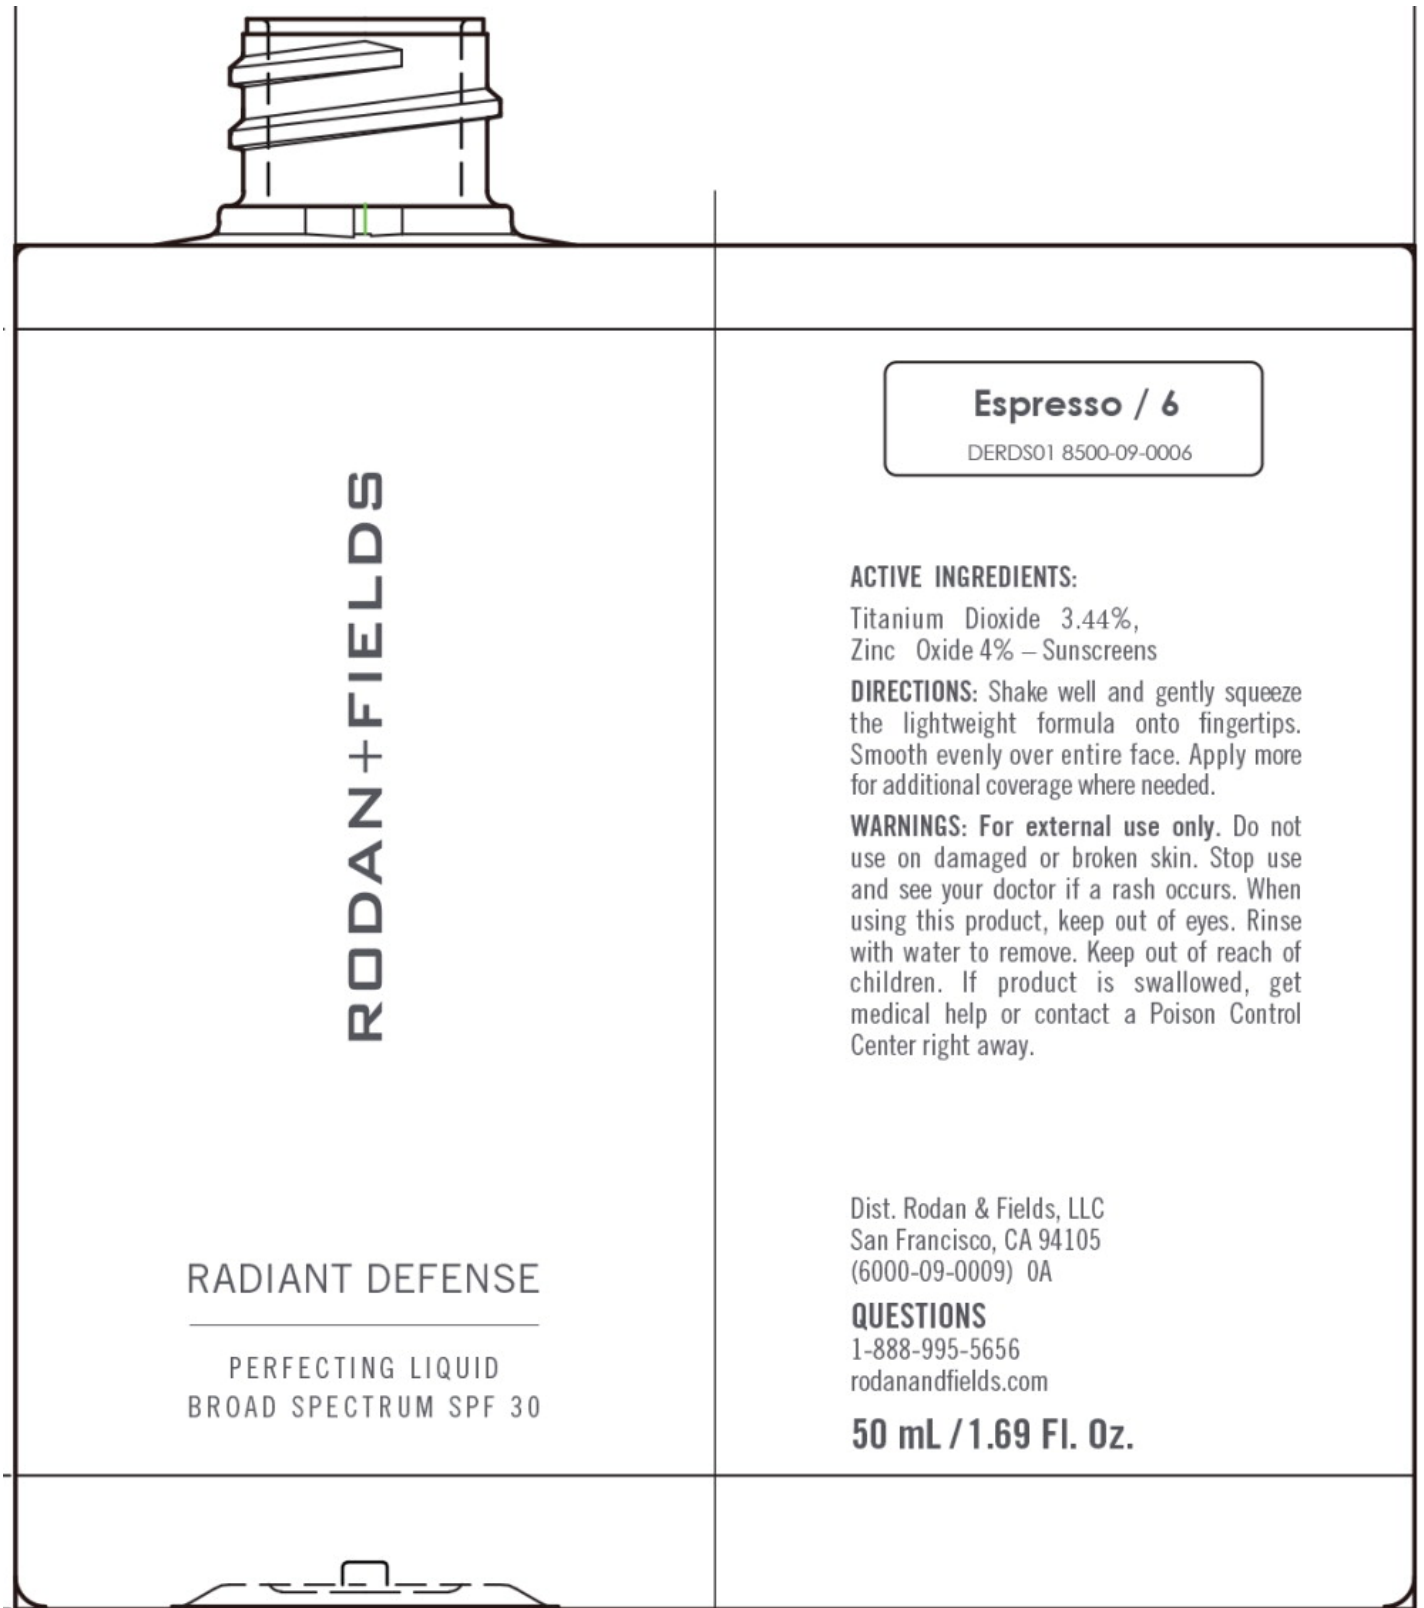 RODAN+FIELDS
RADIANT DEFENSE
PERFECTING LIQUID
BROAD SPECTRUM SPF 30
Espresso / 6
DERDS01 8500-09-0006
ACTIVE INGREDIENTS:
Titanium Dioxide 3.44%,
Zinc Oxide 4% – Sunscreens
DIRECTIONS: Shake well and gently squeeze
the lightweight formula onto fingertips.
Smooth evenly over entire face. Apply more
for additional coverage where needed.
WARNINGS: For external use only. Do not
use on damaged or broken skin. Stop use
and see your doctor if a rash occurs. When
using this product, keep out of eyes. Rinse
with water to remove. Keep out of reach of
children. If product is swallowed, get
medical help or contact a Poison Control
Center right away.
Dist. Rodan & Fields, LLC
San Francisco, CA 94105
(6000-09-0009) 0A
QUESTIONS
1-888-995-5656
rodanandfields.com
50 mL / 1.69 Fl. Oz.